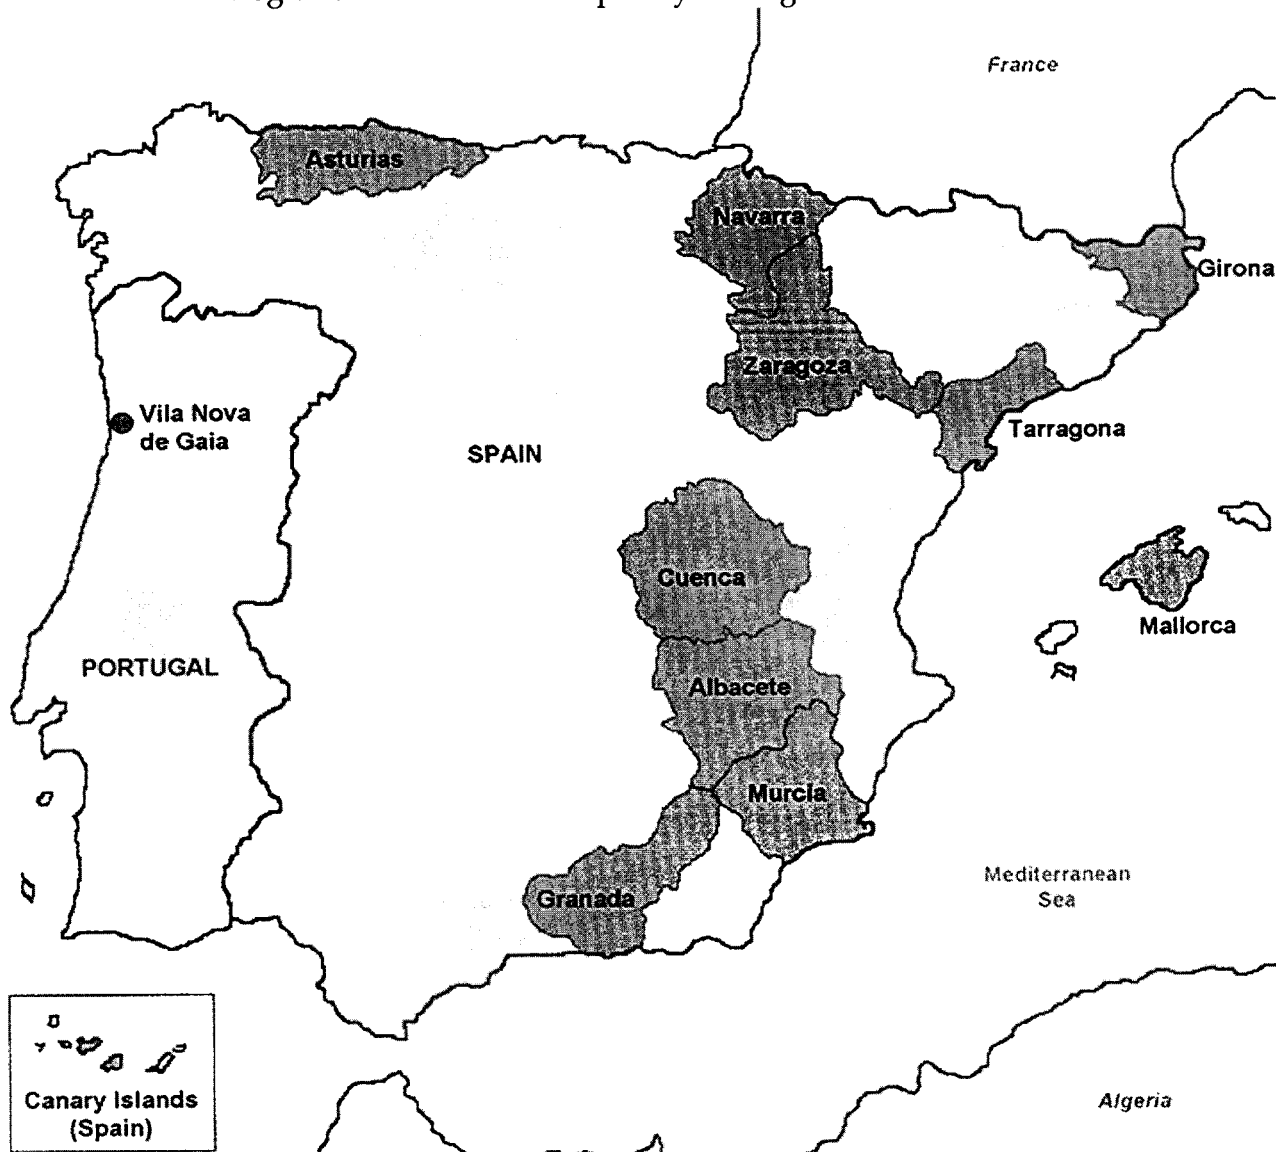 France
Asturias
Navarra
Girona
Zaragoza
Vila Nova
de Gaia
SPAIN
Tarragona
Cuenca
Mallorca
PORTUGAL
Albacete
Murcia
Mediterranean
Sea
Granada
Canary Islands
(Spain)
Algeria